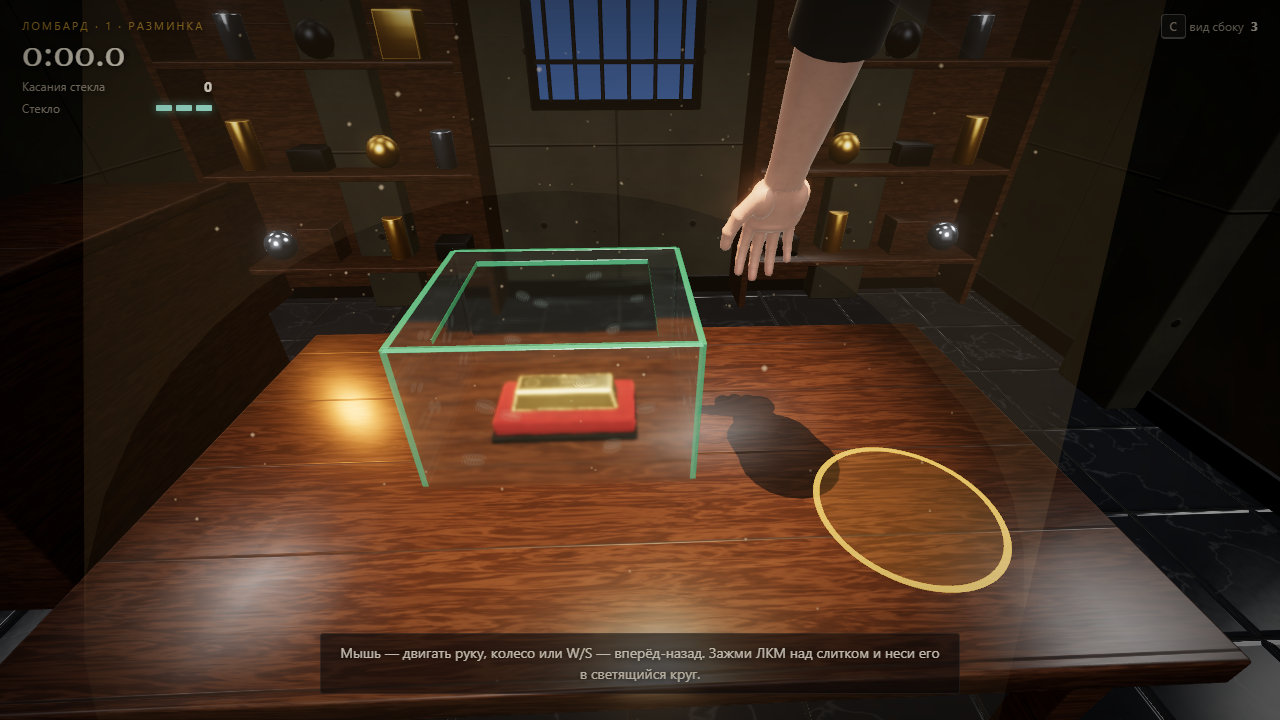 ЛОМБАРД · 1 · РАЗМИНКА
0:00.0
Касания стекла 0
Стекло
C вид сбоку 3
Мышь — двигать руку, колесо или W/S — вперёд-назад. Зажми ЛКМ над слитком и неси его
в светящийся круг.